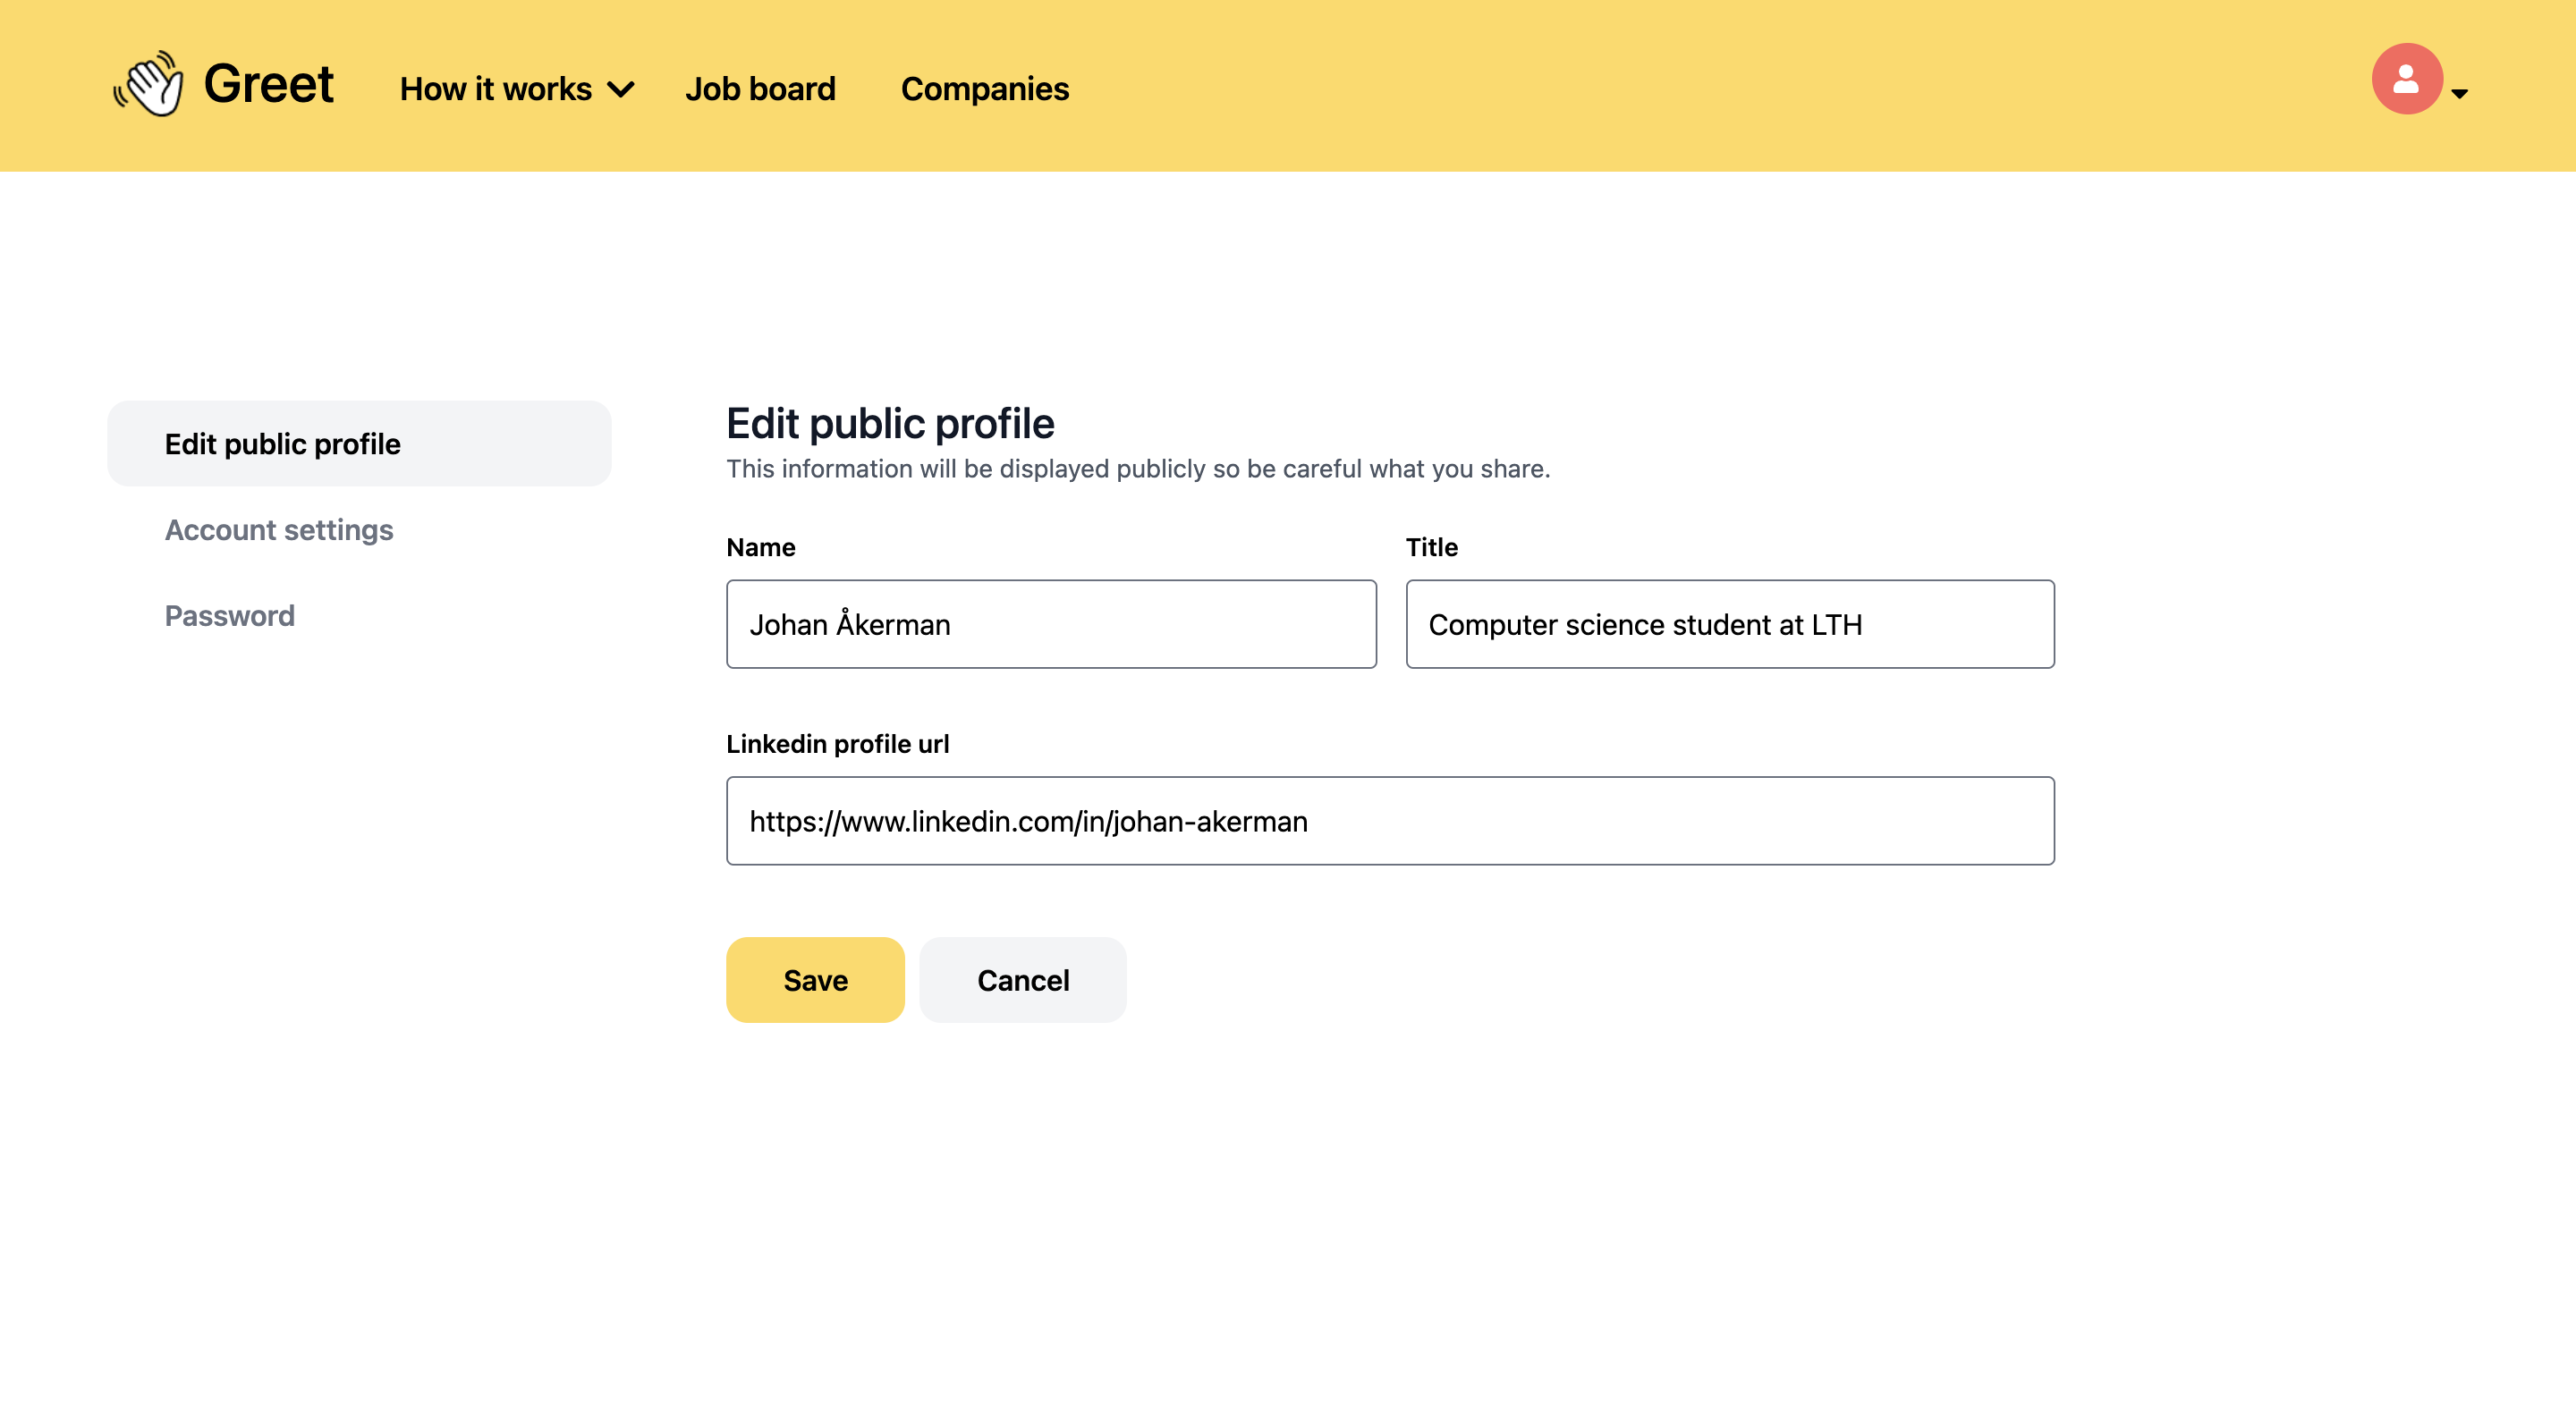 Greet
How it works
Job board
Companies
Edit public profile
Account settings
Password
Edit public profile
This information will be displayed publicly so be careful what you share.
Name
Title
Johan Åkerman
Computer science student at LTH
Linkedin profile url
https://www.linkedin.com/in/johan-akerman
Save
Cancel